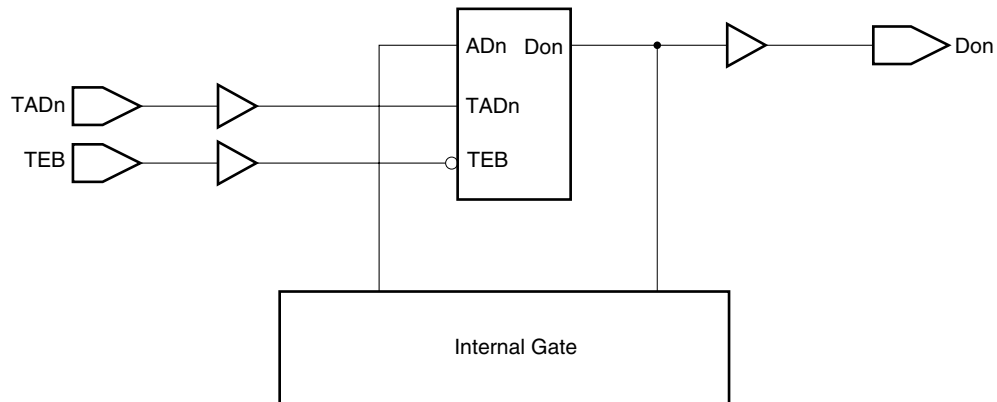 ADn Don
Don
TADn
TADn
TEB
TEB
Internal Gate